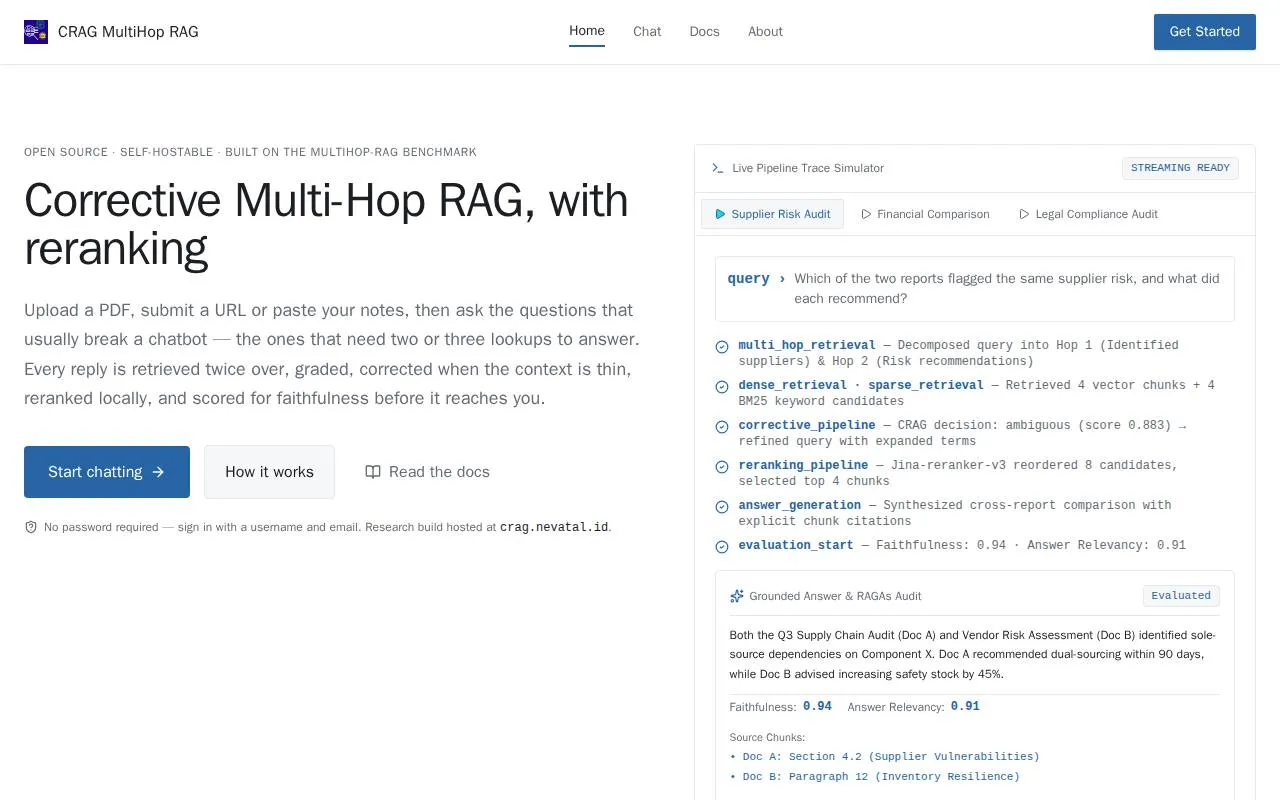 CRAG MultiHop RAG
Home
Chat
Docs
About
Get Started
OPEN SOURCE · SELF-HOSTABLE · BUILT ON THE MULTIHOP-RAG BENCHMARK
Corrective Multi-Hop RAG, with
reranking
Upload a PDF, submit a URL or paste your notes, then ask the questions that
usually break a chatbot — the ones that need two or three lookups to answer.
Every reply is retrieved twice over, graded, corrected when the context is thin,
reranked locally, and scored for faithfulness before it reaches you.
Start chatting →
How it works
Read the docs
No password required — sign in with a username and email. Research build hosted at crag.nevatal.id.
Live Pipeline Trace Simulator
STREAMING READY
Supplier Risk Audit
Financial Comparison
Legal Compliance Audit
query › Which of the two reports flagged the same supplier risk, and what did
each recommend?
multi_hop_retrieval — Decomposed query into Hop 1 (Identified
suppliers) & Hop 2 (Risk recommendations)
dense_retrieval · sparse_retrieval — Retrieved 4 vector chunks + 4
BM25 keyword candidates
corrective_pipeline — CRAG decision: ambiguous (score 0.883) →
refined query with expanded terms
reranking_pipeline — Jina-reranker-v3 reordered 8 candidates,
selected top 4 chunks
answer_generation — Synthesized cross-report comparison with
explicit chunk citations
evaluation_start — Faithfulness: 0.94 · Answer Relevancy: 0.91
Grounded Answer & RAGAs Audit
Evaluated
Both the Q3 Supply Chain Audit (Doc A) and Vendor Risk Assessment (Doc B) identified sole-
source dependencies on Component X. Doc A recommended dual-sourcing within 90 days,
while Doc B advised increasing safety stock by 45%.
Faithfulness: 0.94 Answer Relevancy: 0.91
Source Chunks:
• Doc A: Section 4.2 (Supplier Vulnerabilities)
• Doc B: Paragraph 12 (Inventory Resilience)